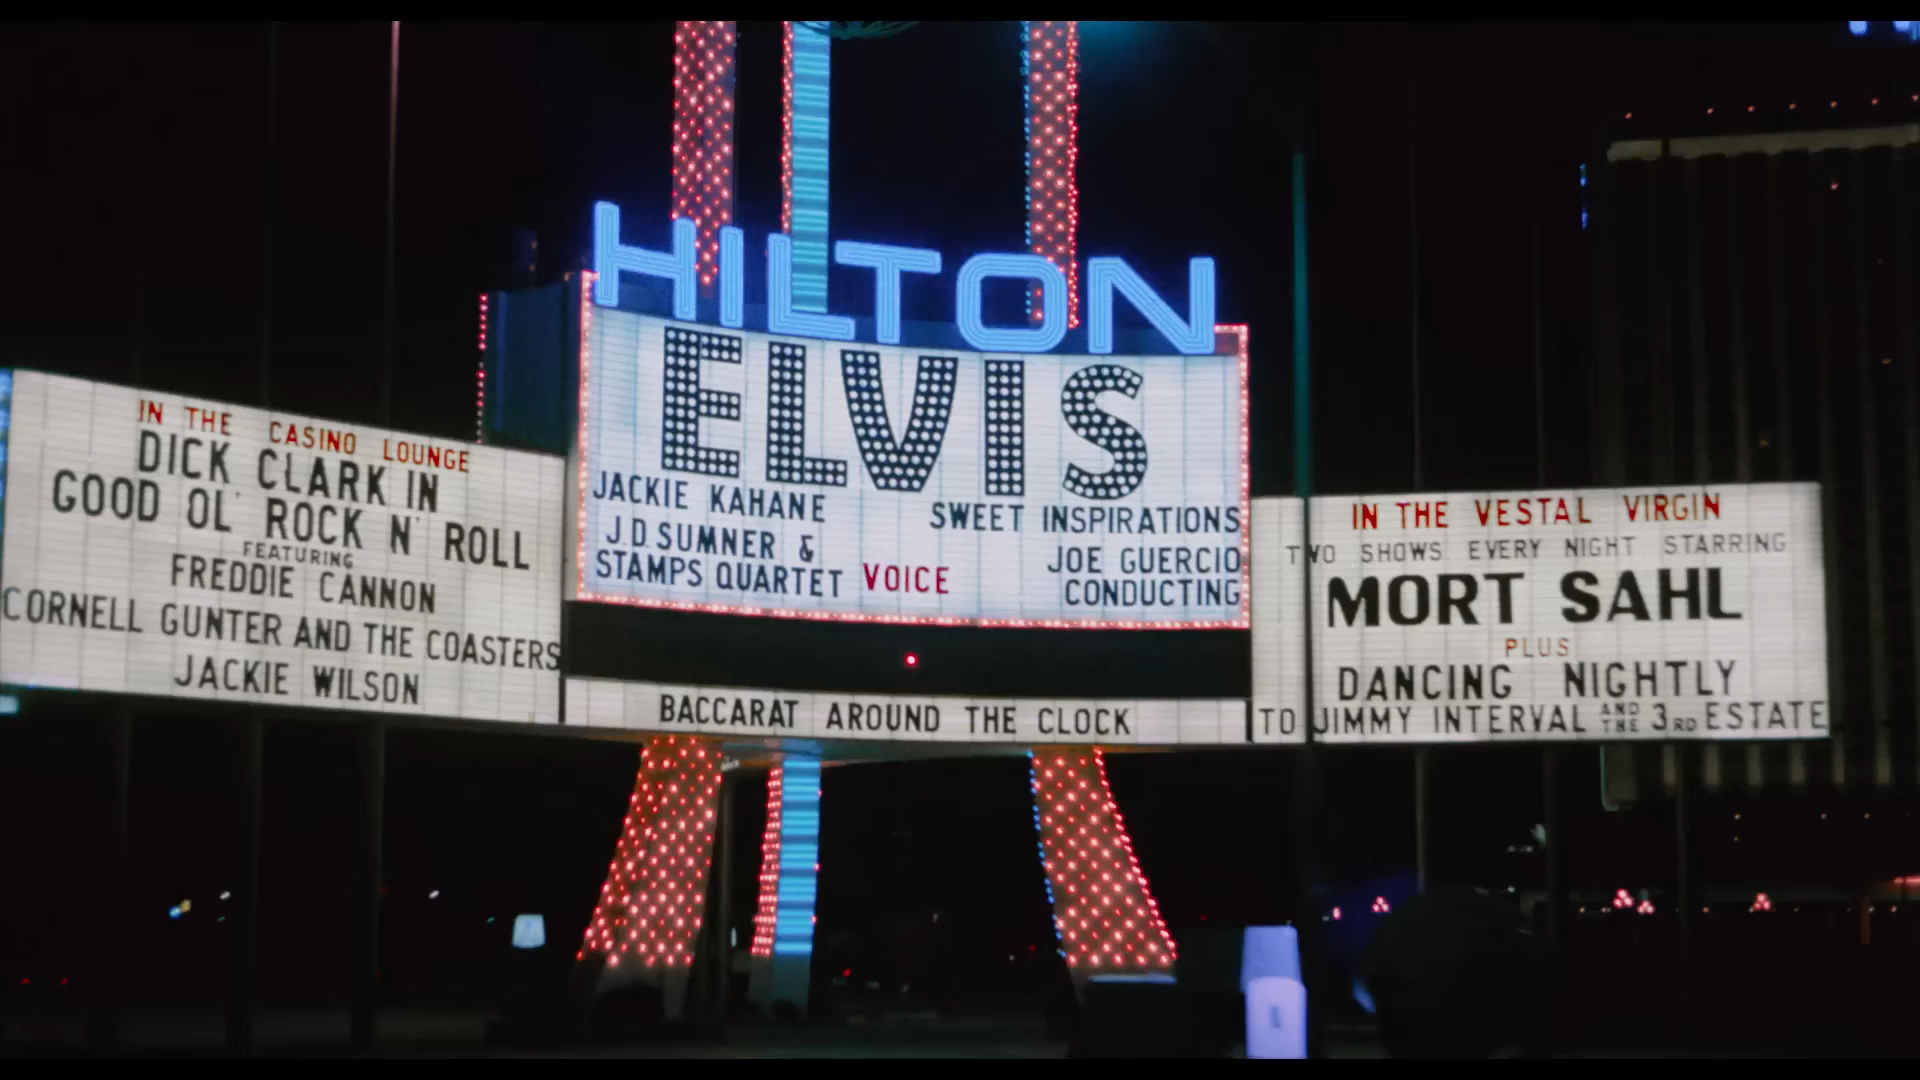 IN THE CASINO LOUNGE
DICK CLARK IN
GOOD OL' ROCK N' ROLL
FEATURING
FREDDIE CANNON
CORNELL GUNTER AND THE COASTERS
JACKIE WILSON
HILTON
ELVIS
JACKIE KAHANE
SWEET INSPIRATIONS
J.D. SUMNER &
STAMPS QUARTET
VOICE
JOE GUERCIO
CONDUCTING
BACCARAT AROUND THE CLOCK
IN THE VESTAL VIRGIN
TWO SHOWS EVERY NIGHT STARRING
MORT SAHL
PLUS
DANCING NIGHTLY
TO JIMMY INTERVAL AND THE 3RD ESTATE